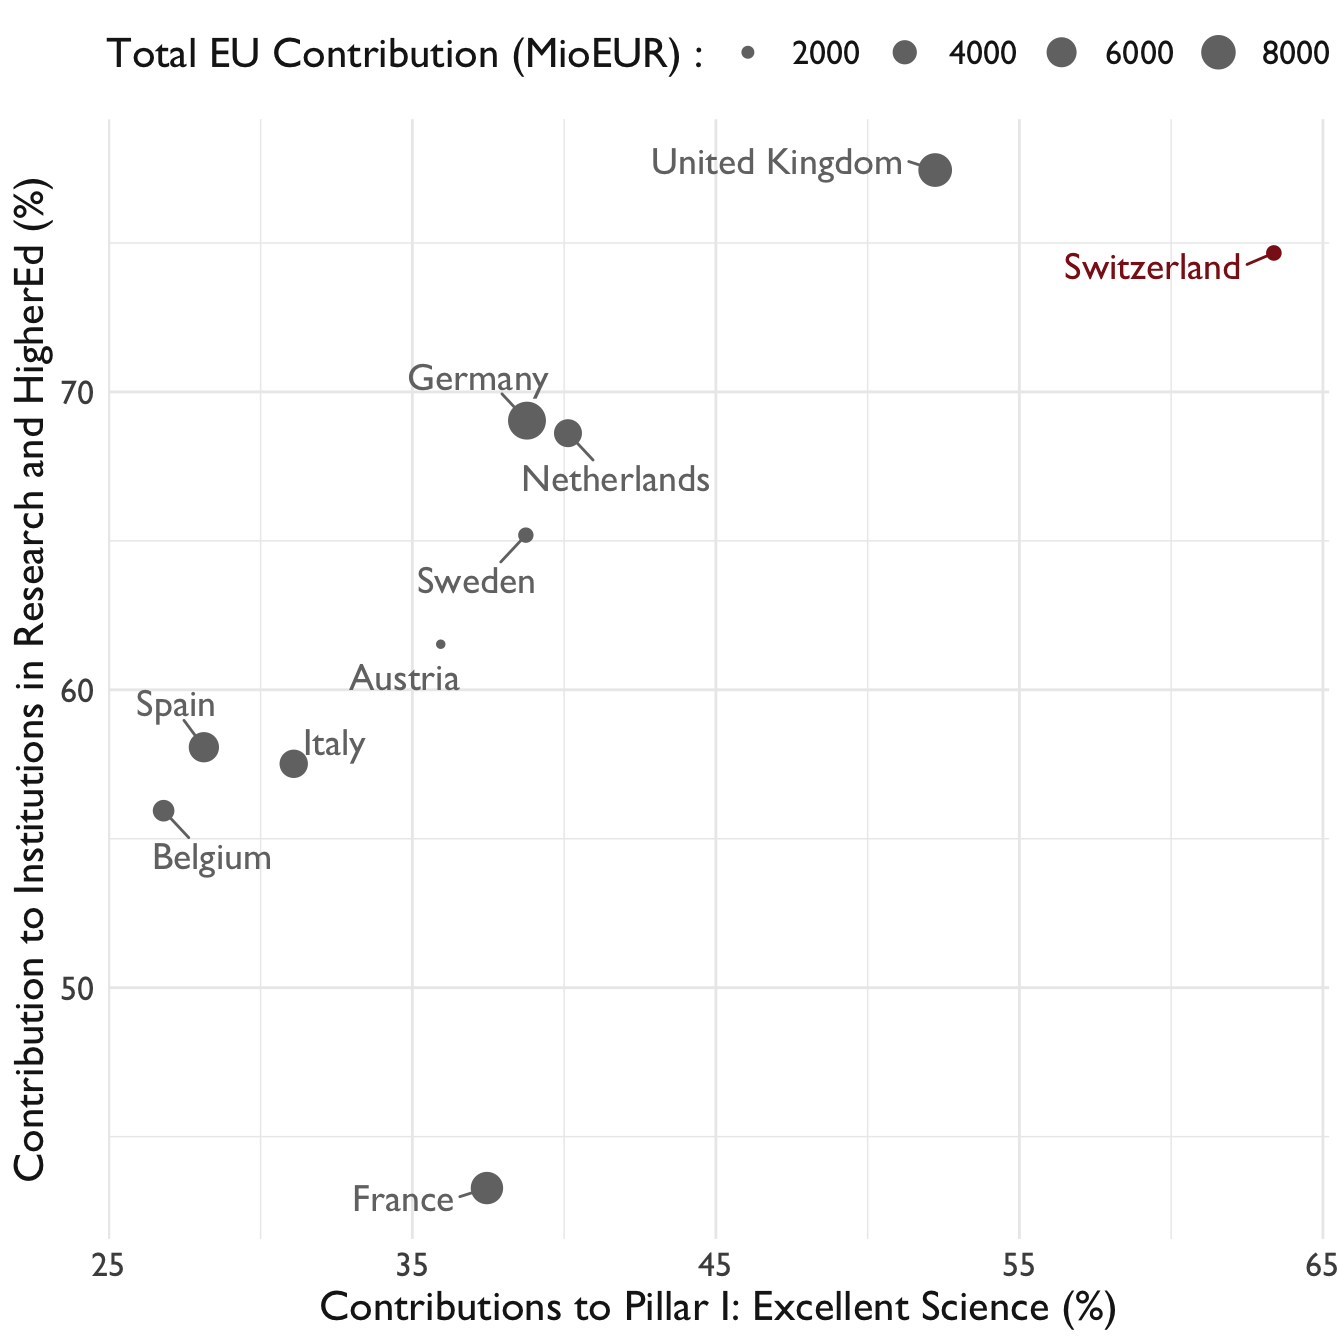 Total EU Contribution (MioEUR) : 2000 4000 6000 8000
Contribution to Institutions in Research and HigherEd (%)
United Kingdom
Switzerland
Germany
70
Netherlands
Sweden
Austria
60
Spain
Italy
Belgium
50
France
25 35 45 55 65
Contributions to Pillar I: Excellent Science (%)